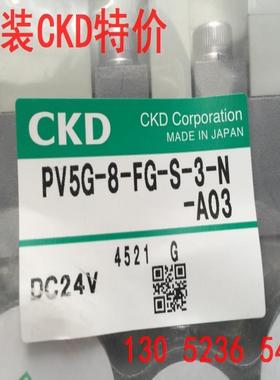 装CKD特价
CKD
CKD Corporation
MADE IN JAPAN
PV5G-8-FG-S-3-N
-A03
4521 G
DC24V
130 5236 54